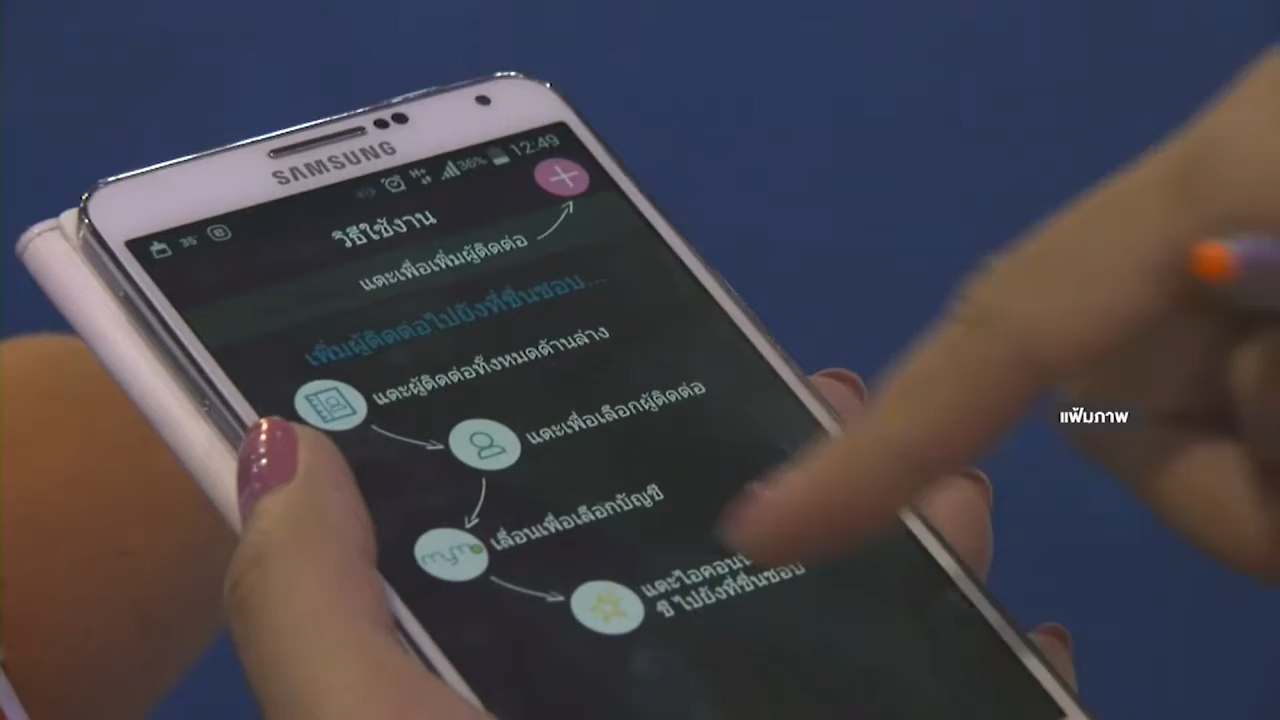 SAMSUNG
35° H+ 36% 12:49
วิธีใช้งาน
แตะเพื่อเพิ่มผู้ติดต่อ
เพิ่มผู้ติดต่อไปยังที่ชื่นชอบ...
แตะผู้ติดต่อทั้งหมดด้านล่าง
แตะเพื่อเลือกผู้ติดต่อ
แฟ้มภาพ
เลื่อนเพื่อเลือกบัญชี
mymo
แตะไอคอน
ชี ไปยังที่ชื่นชอบ